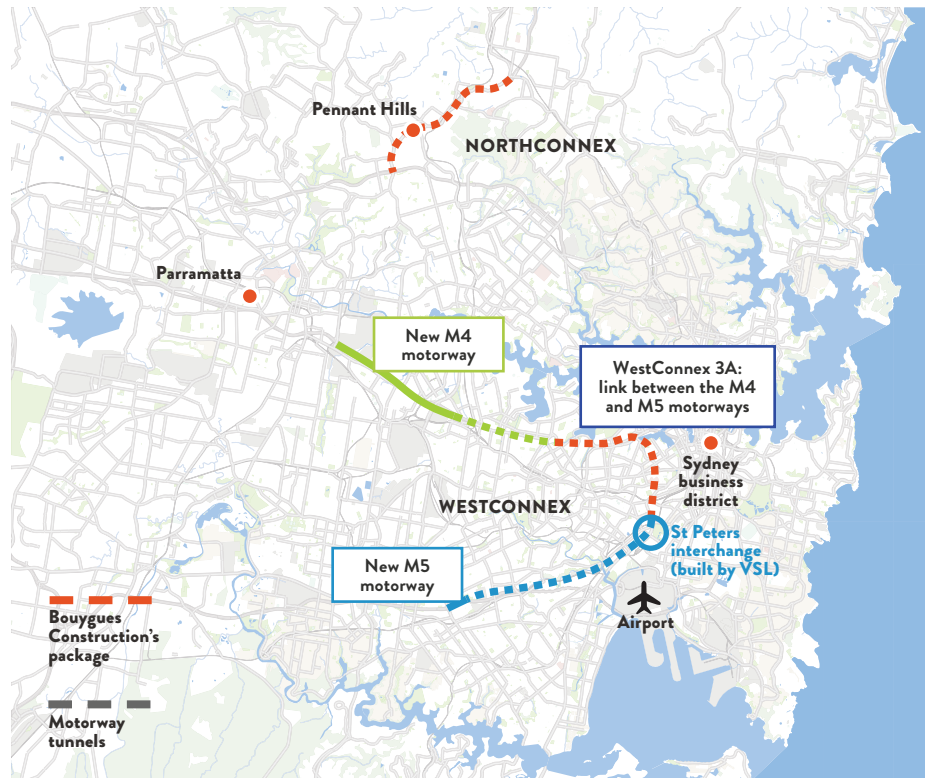 Pennant Hills
NORTHCONNEX
Parramatta
New M4
motorway
WestConnex 3A:
link between the M4
and M5 motorways
Sydney
business
district
WESTCONNEX
St Peters
interchange
(built by VSL)
New M5
motorway
Airport
Bouygues
Construction's
package
Motorway
tunnels